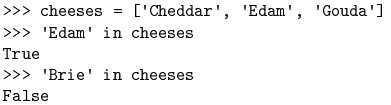 >>> cheeses = ['Cheddar', 'Edam', 'Gouda']
>>> 'Edam' in cheeses
True
>>> 'Brie' in cheeses
False